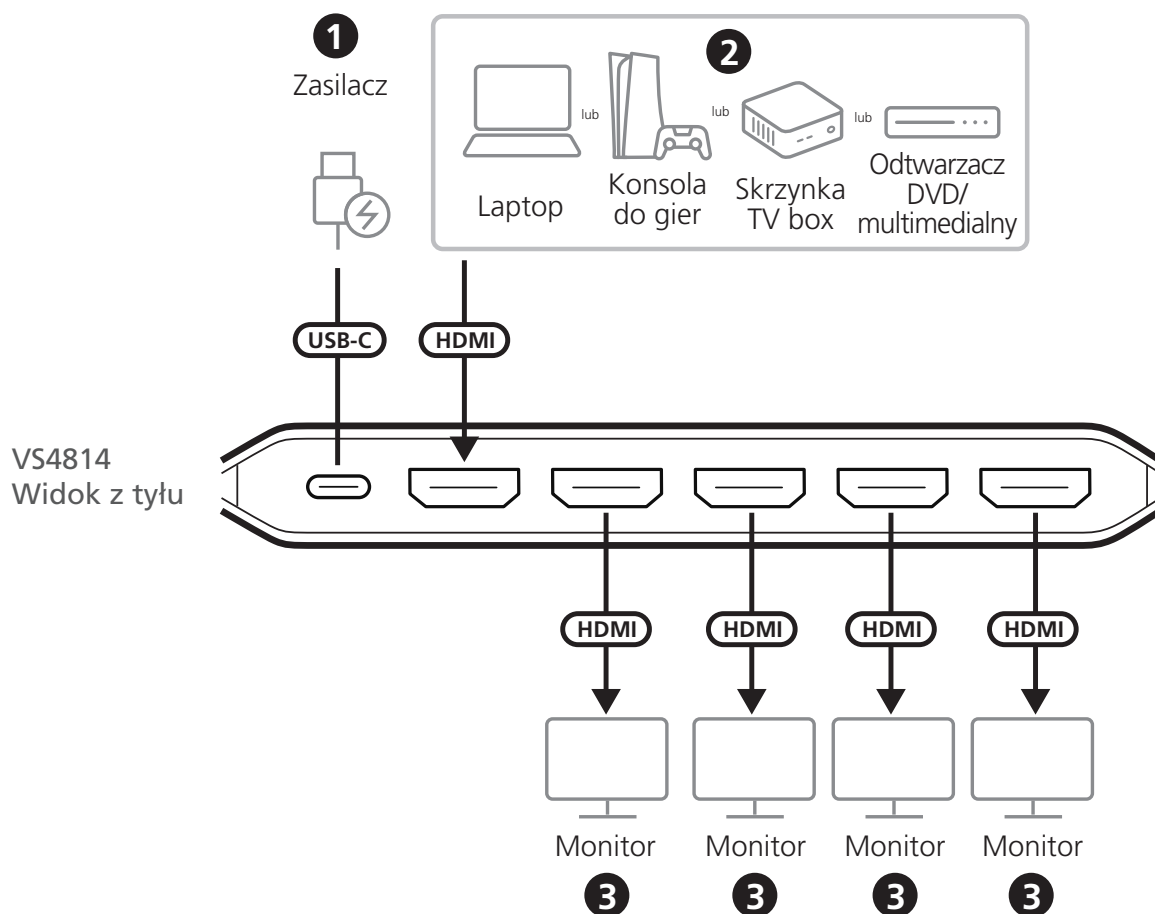 1
Zasilacz
2
lub
lub
lub
Laptop
Konsola
do gier
Skrzynka
TV box
Odtwarzacz
DVD/
multimedialny
USB-C
HDMI
VS4814
Widok z tyłu
HDMI
HDMI
HDMI
HDMI
Monitor
Monitor
Monitor
Monitor
3
3
3
3